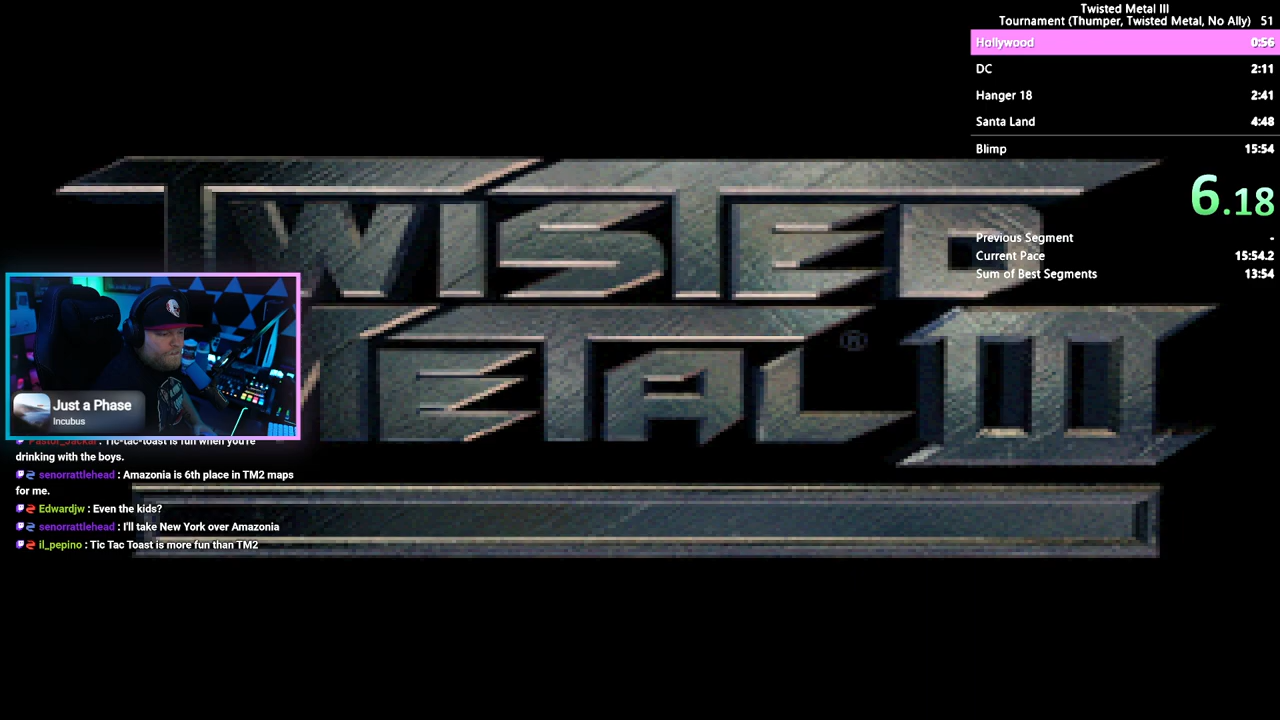 Twisted Metal III
Tournament (Thumper, Twisted Metal, No Ally) 51
Hollywood 0:56
DC 2:11
Hanger 18 2:41
Santa Land 4:48
Blimp 15:54
6.18
Previous Segment -
Current Pace 15:54.2
Sum of Best Segments 13:54
TWISTED
METAL III
®
Just a Phase
Incubus
Pastor_Jackal : Tic-tac-toast is fun when you're
drinking with the boys.
senorrattlehead : Amazonia is 6th place in TM2 maps
for me.
Edwardjw : Even the kids?
senorrattlehead : I'll take New York over Amazonia
il_pepino : Tic Tac Toast is more fun than TM2